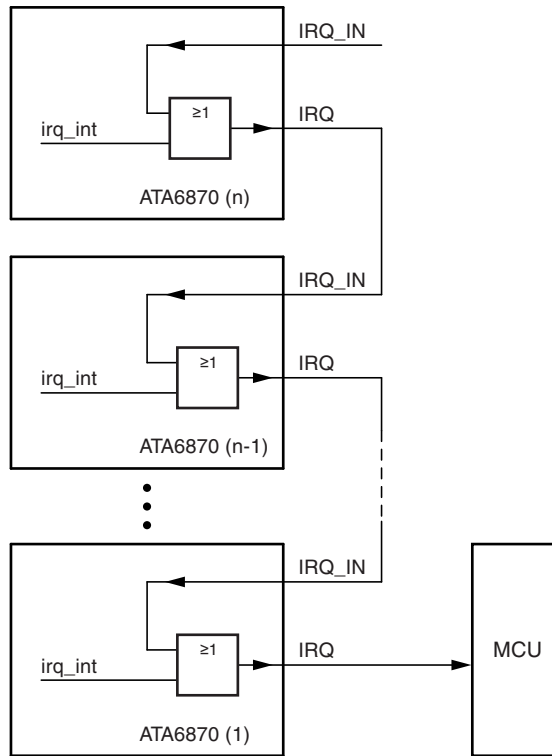 IRQ_IN
≥1
IRQ
irq_int
ATA6870 (n)
IRQ_IN
≥1
IRQ
irq_int
ATA6870 (n-1)
IRQ_IN
≥1
IRQ
MCU
irq_int
ATA6870 (1)